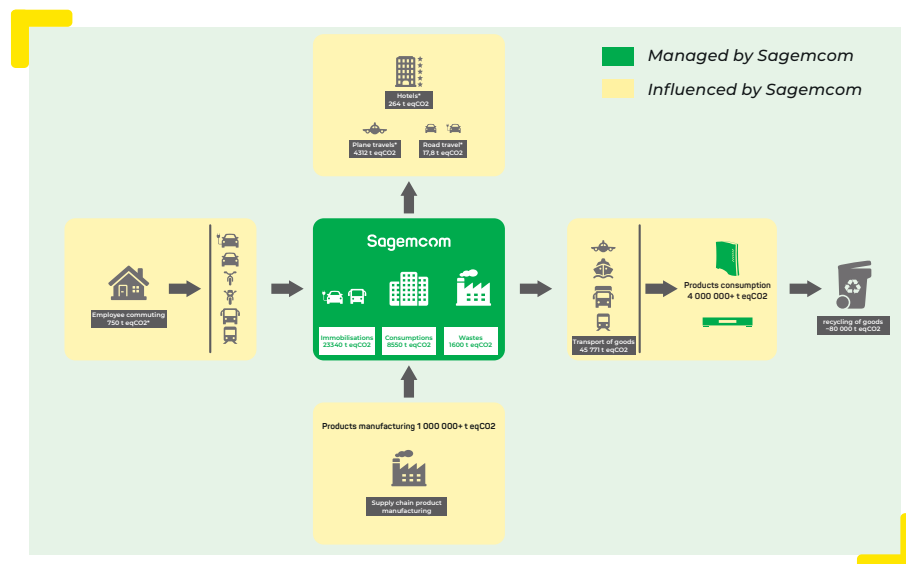 Managed by Sagemcom
Influenced by Sagemcom
Hotels*
264 t eqCO2
Plane travels*
4312 t eqCO2
Road travel*
17,8 t eqCO2
Employee commuting
750 t eqCO2*
Sagemcom
Immobilisations
23340 t eqCO2
Consumptions
8550 t eqCO2
Wastes
1600 t eqCO2
Transport of goods
45 771 t eqCO2
Products consumption
4 000 000+ t eqCO2
recycling of goods
~80 000 t eqCO2
Products manufacturing 1 000 000+ t eqCO2
Supply chain product
manufacturing